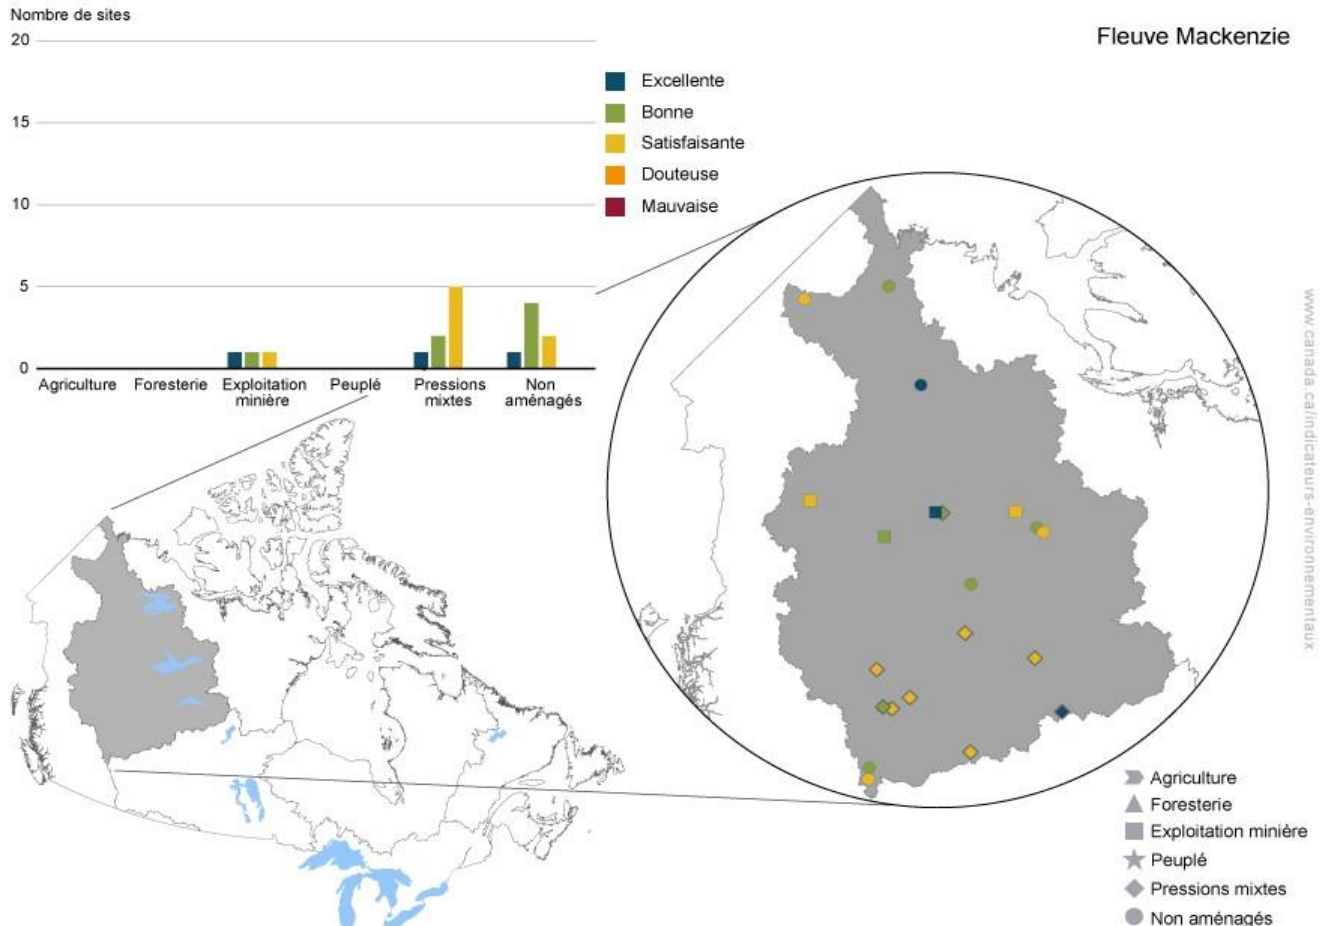 Nombre de sites
Fleuve Mackenzie
20
15
10
5
0
Agriculture
Foresterie
Exploitation
minière
Peuplé
Pressions
mixtes
Non
aménagés
Excellente
Bonne
Satisfaisante
Douteuse
Mauvaise
www.canada.ca/indicateurs-environnementaux
Agriculture
Foresterie
Exploitation minière
Peuplé
Pressions mixtes
Non aménagés